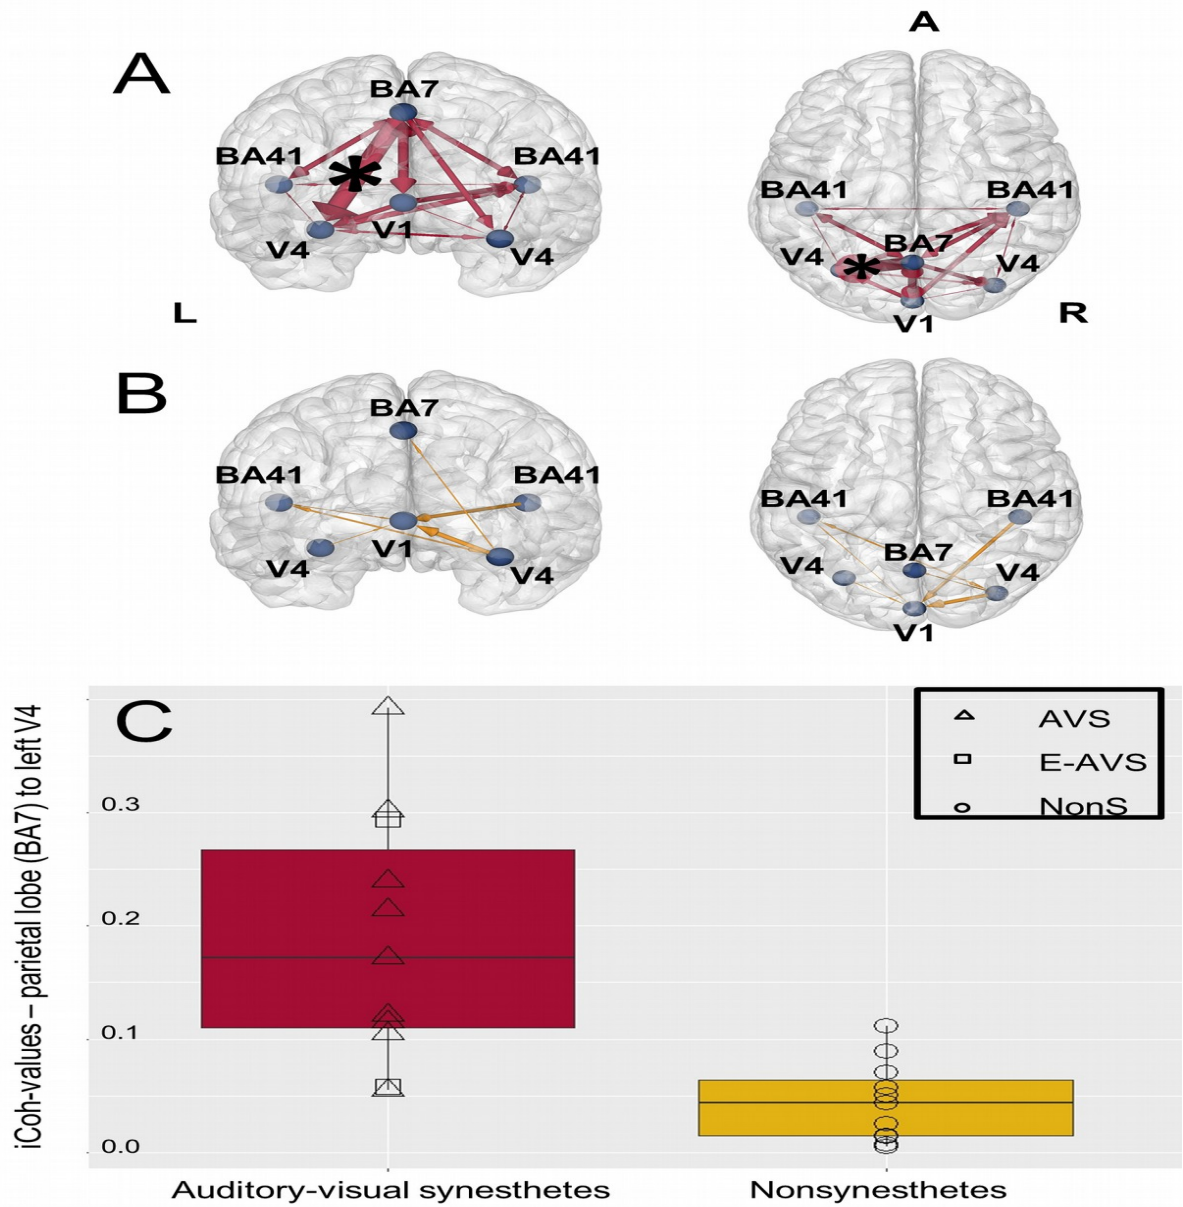 A
A
BA7
BA41
BA41
V1
V4
V4
BA41
BA41
BA7
V4
V4
*
*
V1
L
R
B
BA7
BA41
BA41
V1
V4
V4
BA41
BA41
BA7
V4
V4
V1
C
iCoh-values – parietal lobe (BA7) to left V4
0.3
0.2
0.1
0.0
AVS
E-AVS
NonS
Auditory-visual synesthetes
Nonsynesthetes